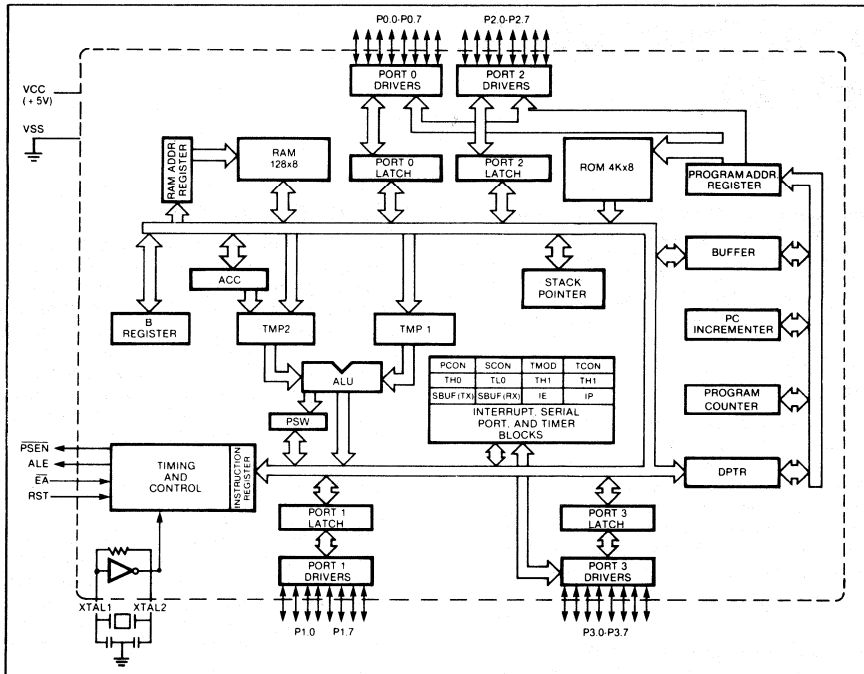 P0.0-P0.7
P2.0-P2.7
VCC
(+5V)
VSS
PORT 0
DRIVERS
PORT 2
DRIVERS
RAM ADDR.
REGISTER
RAM
128x8
PORT 0
LATCH
PORT 2
LATCH
ROM 4Kx8
PROGRAM ADDR.
REGISTER
BUFFER
ACC
STACK
POINTER
B
REGISTER
TMP2
TMP 1
PC
INCREMENTER
ALU
PCON SCON TMOD TCON
TH0 TL0 TH1 TH1
SBUF(TX) SBUF(RX) IE IP
INTERRUPT, SERIAL
PORT, AND TIMER
BLOCKS
PROGRAM
COUNTER
PSW
PSEN
ALE
EA
RST
TIMING
AND
CONTROL
INSTRUCTION
REGISTER
DPTR
PORT 1
LATCH
PORT 3
LATCH
PORT 1
DRIVERS
PORT 3
DRIVERS
XTAL1 XTAL2
P1.0 P1.7
P3.0-P3.7